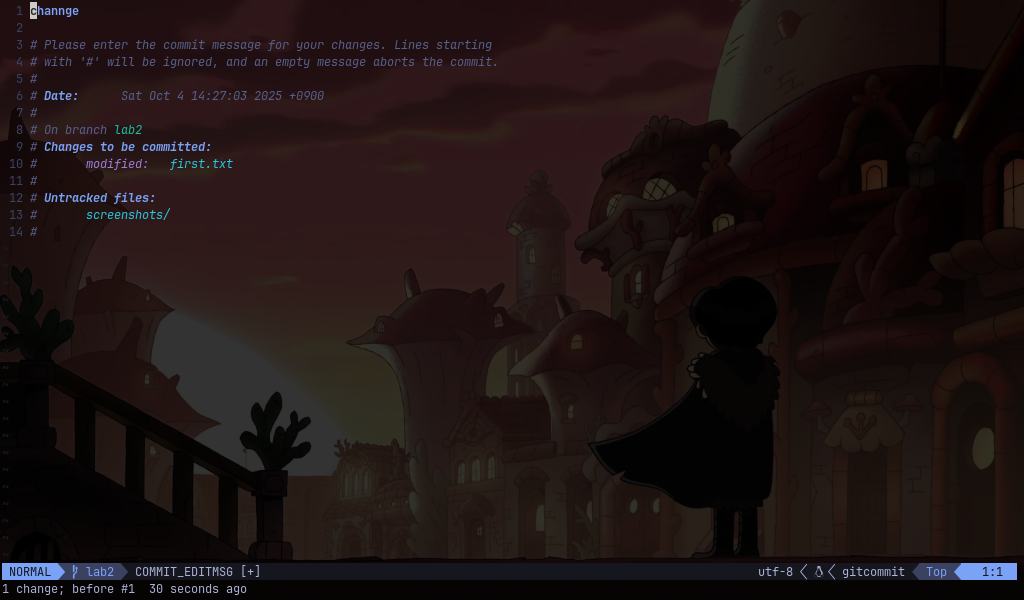 1 channge
2
3 # Please enter the commit message for your changes. Lines starting
4 # with '#' will be ignored, and an empty message aborts the commit.
5 #
6 # Date:      Sat Oct 4 14:27:03 2025 +0900
7 #
8 # On branch lab2
9 # Changes to be committed:
10 #       modified:   first.txt
11 #
12 # Untracked files:
13 #       screenshots/
14 #
NORMAL lab2 COMMIT_EDITMSG [+] utf-8 gitcommit Top 1:1
1 change; before #1  30 seconds ago